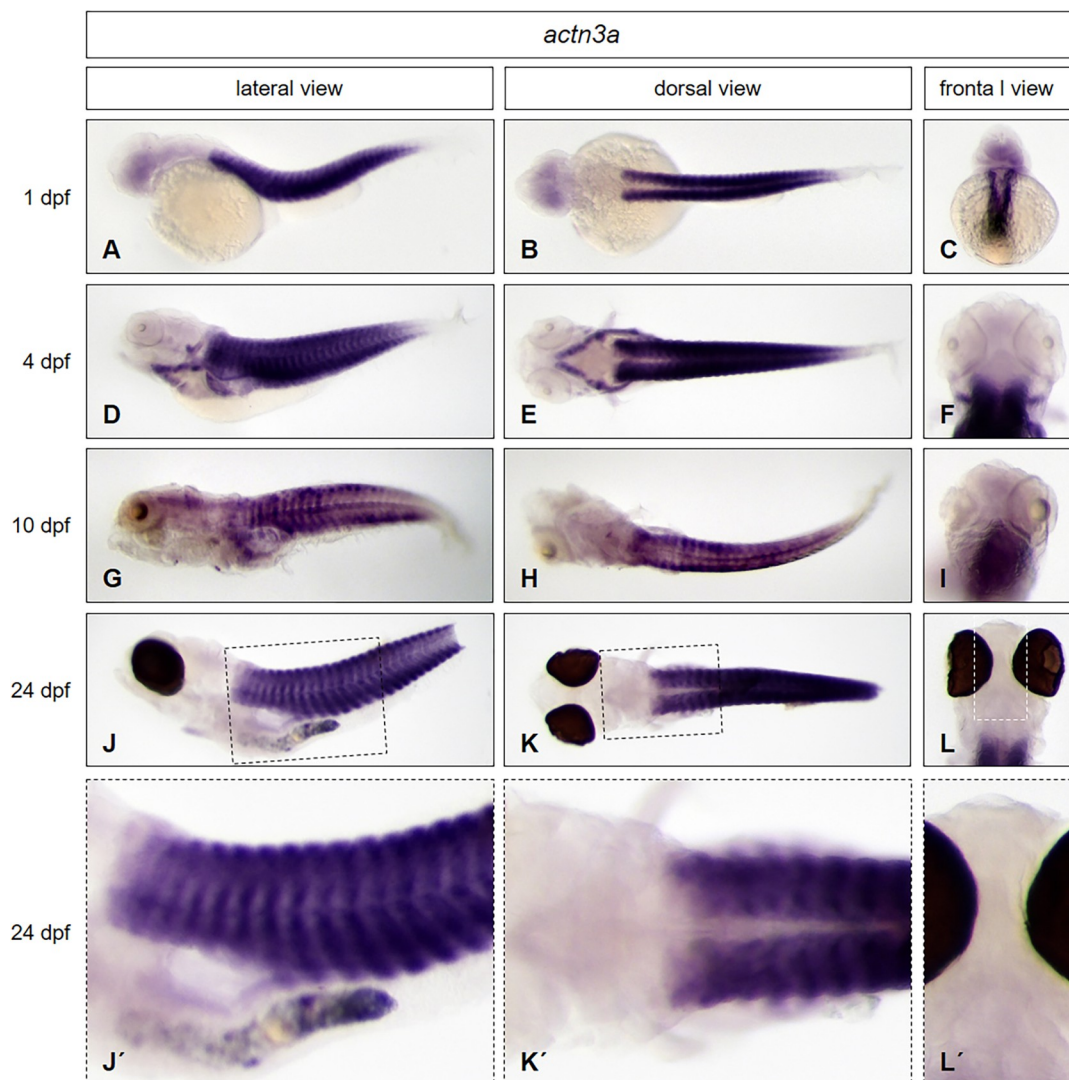 actn3a
lateral view
dorsal view
fronta l view
1 dpf
A
B
C
4 dpf
D
E
F
10 dpf
G
H
I
24 dpf
J
K
L
24 dpf
J´
K´
L´